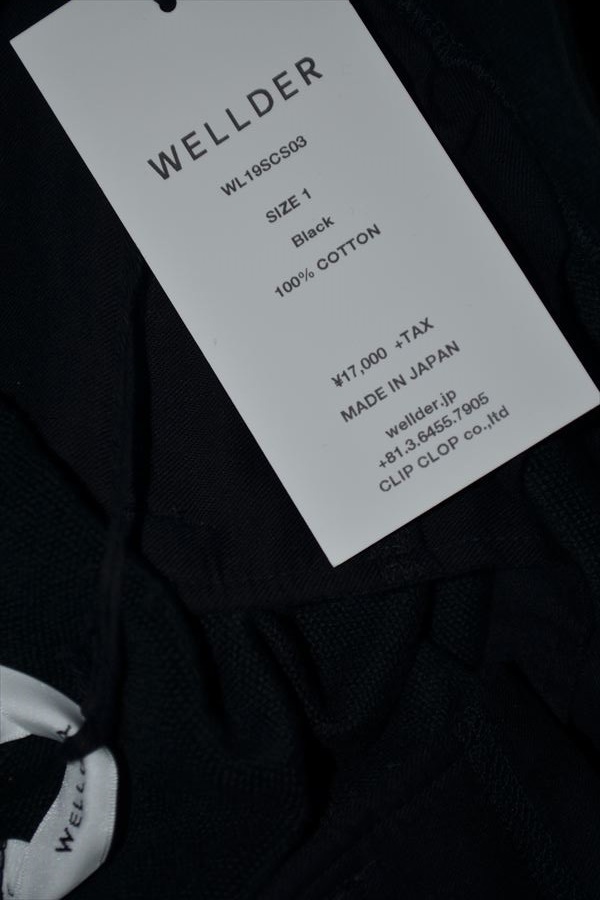 WELLDER
WL19SCS03
SIZE 1
Black
100% COTTON
¥17,000 +TAX
MADE IN JAPAN
wellder.jp
+81.3.6455.7905
CLIP CLOP co.,ltd